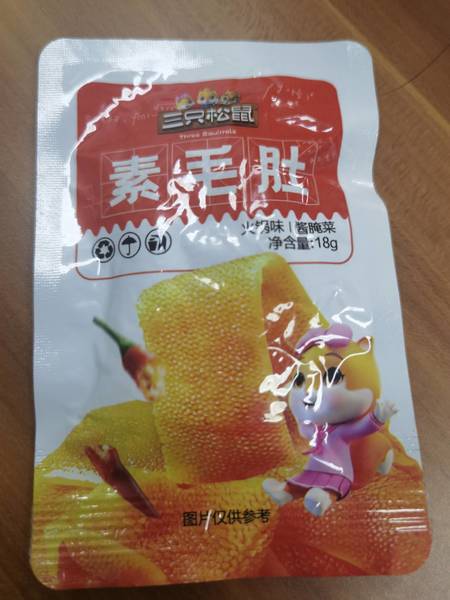 三只松鼠
Three Squirrels
素毛肚
火锅味 | 酱腌菜
净含量:18g
图片仅供参考